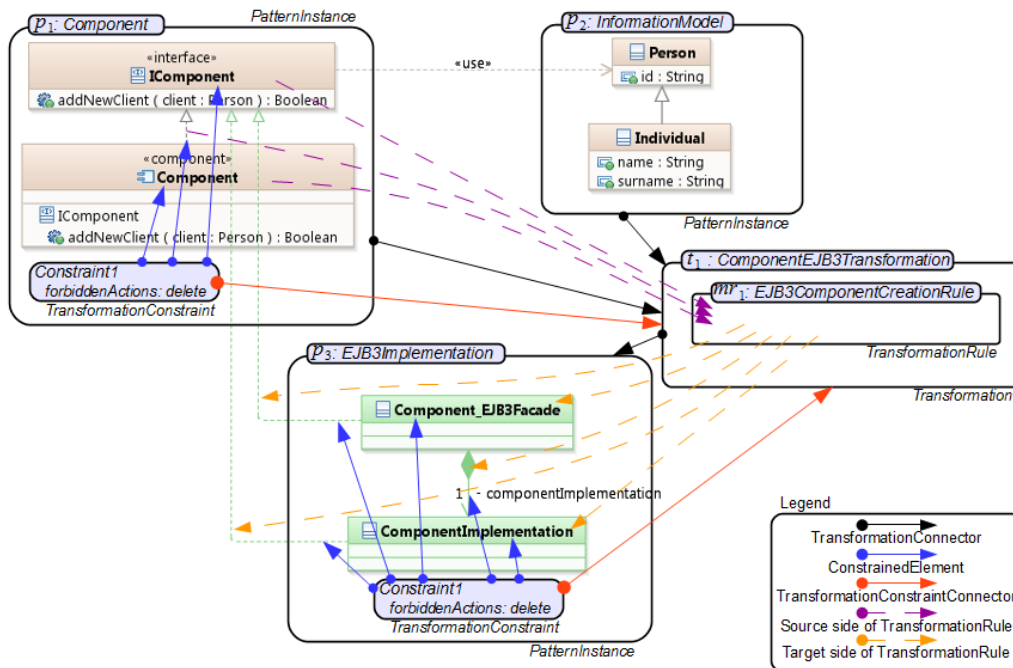 p1: Component
PatternInstance
«interface»
IComponent
addNewClient ( client : Person ) : Boolean
«component»
Component
IComponent
addNewClient ( client : Person ) : Boolean
Constraint1
forbiddenActions: delete
TransformationConstraint
«use»
p2: InformationModel
Person
id : String
Individual
name : String
surname : String
PatternInstance
t1 : ComponentEJB3Transformation
mr1: EJB3ComponentCreationRule
TransformationRule
Transformation
p3: EJB3Implementation
Component_EJB3Facade
1 - componentImplementation
ComponentImplementation
Constraint1
forbiddenActions: delete
TransformationConstraint
PatternInstance
Legend
TransformationConnector
ConstrainedElement
TransformationConstraintConnector
Source side of TransformationRule
Target side of TransformationRule